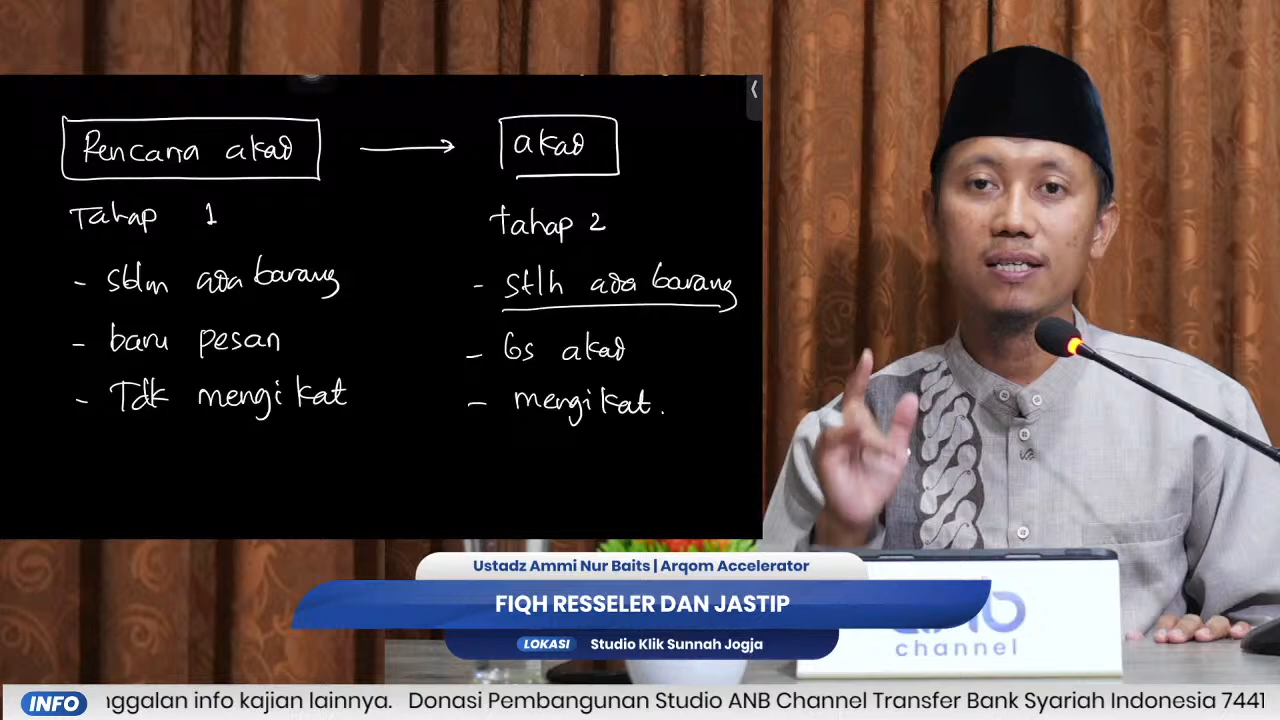 Rencana akad
akad
Tahap 1
- sblm ada barang
- baru pesan
- Tdk mengikat
tahap 2
- stlh ada barang
- bs akad
- mengikat.
Ustadz Ammi Nur Baits | Arqom Accelerator
FIQH RESSELER DAN JASTIP
LOKASI Studio Klik Sunnah Jogja
channel
INFO nggalan info kajian lainnya. Donasi Pembangunan Studio ANB Channel Transfer Bank Syariah Indonesia 7441